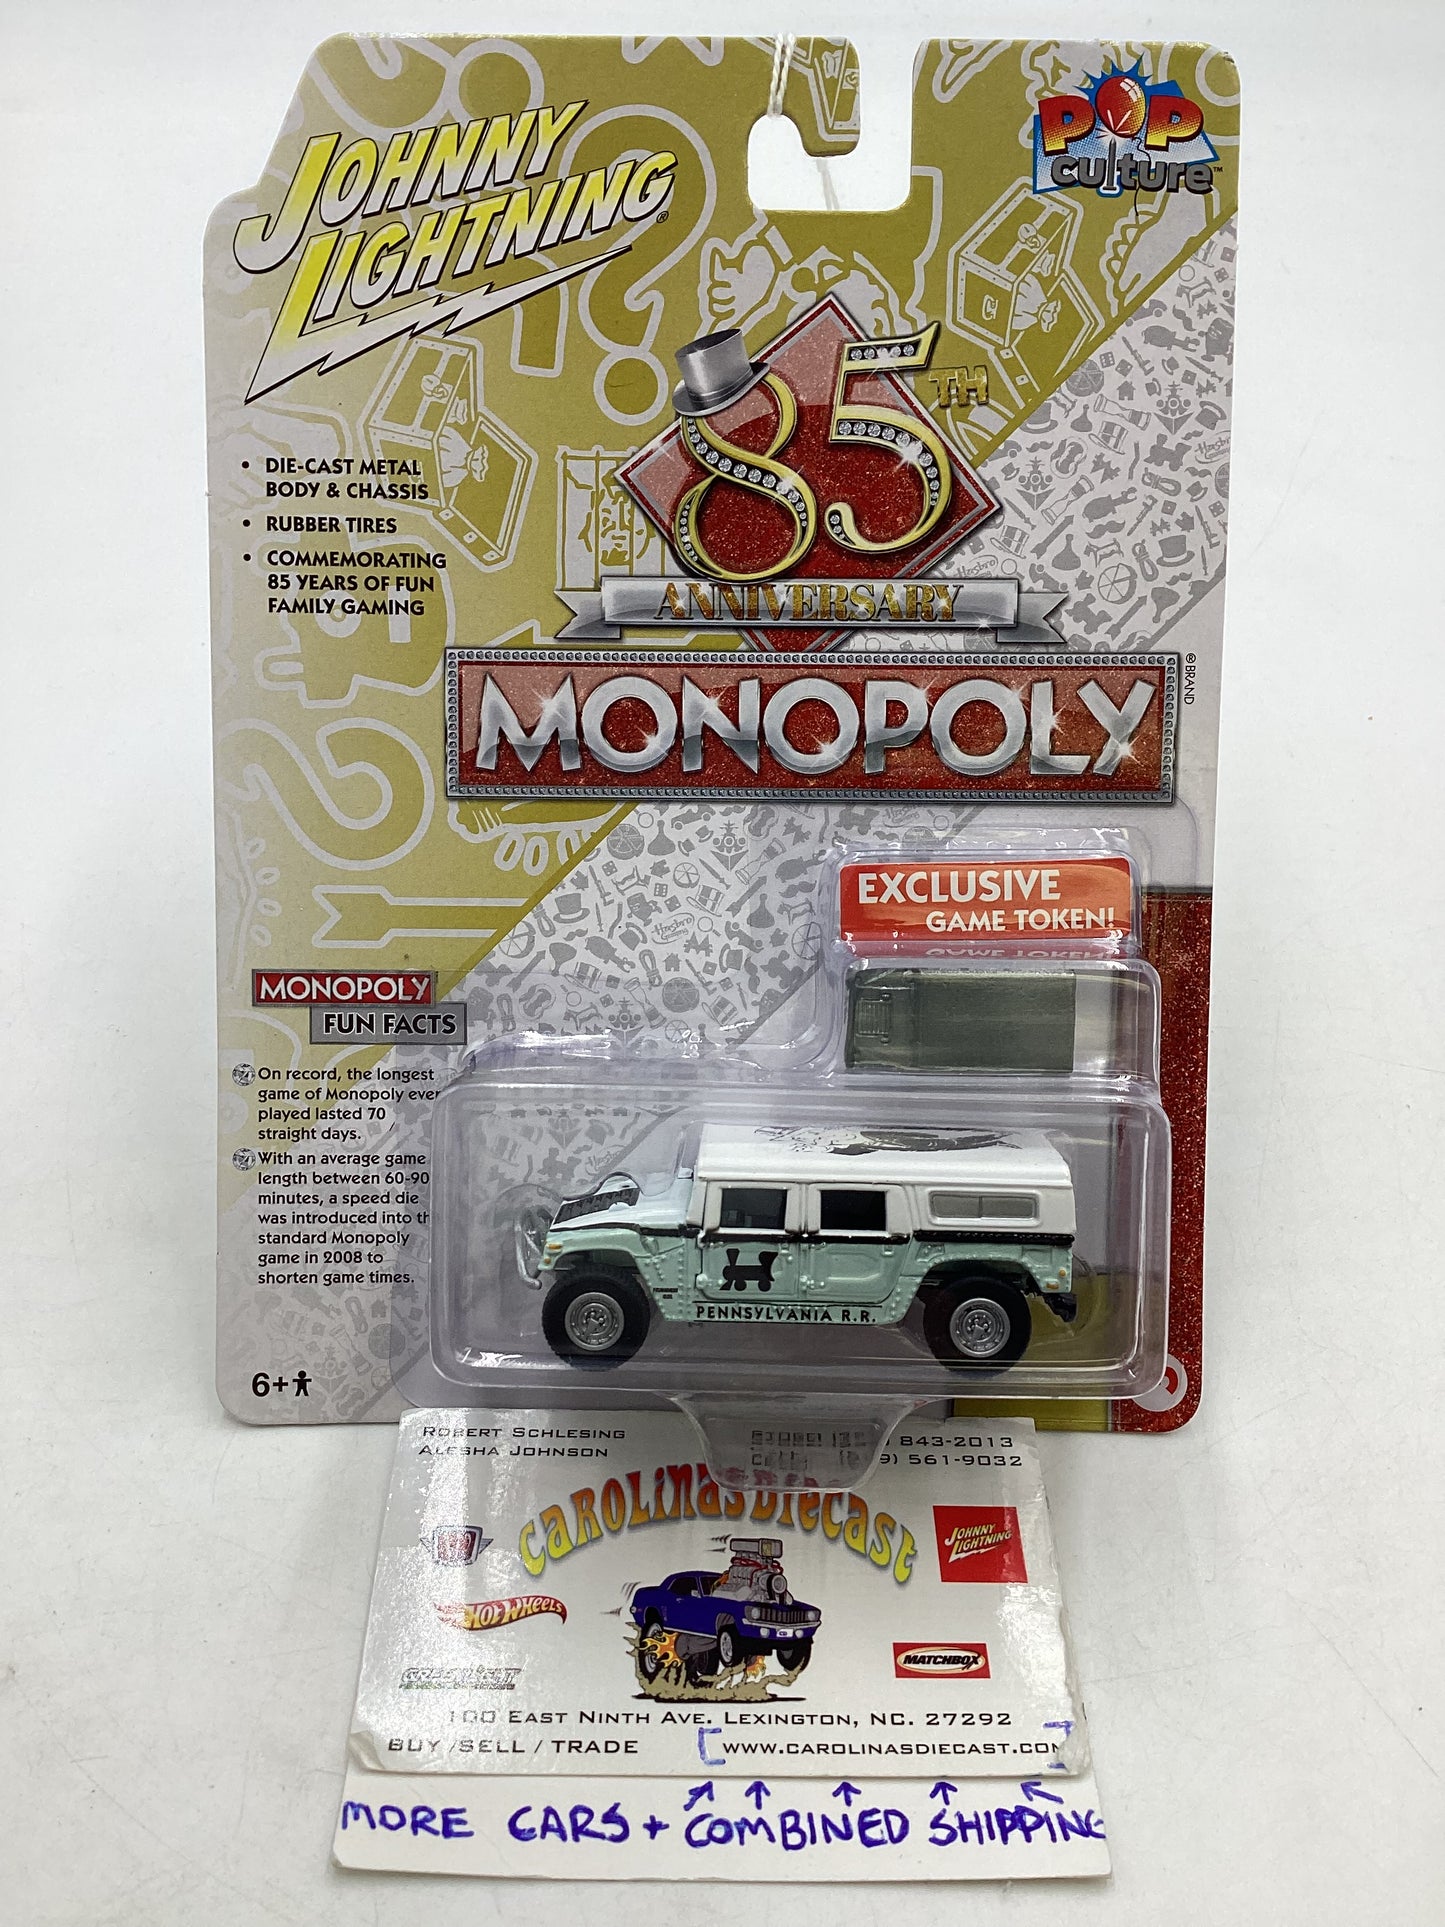 JOHNNY
LIGHTNING®
POP
culture™
85TH
ANNIVERSARY
MONOPOLY
®BRAND
• DIE-CAST METAL
BODY & CHASSIS
• RUBBER TIRES
• COMMEMORATING
85 YEARS OF FUN
FAMILY GAMING
EXCLUSIVE
GAME TOKEN!
MONOPOLY
FUN FACTS
On record, the longest
game of Monopoly ever
played lasted 70
straight days.
With an average game
length between 60-90
minutes, a speed die
was introduced into th
standard Monopoly
game in 2008 to
shorten game times.
6+
PENNSYLVANIA R.R.
ROBERT SCHLESING
ALESHA JOHNSON
843-2013
561-9032
CAROLINAS DIECAST
JOHNNY
LIGHTNING
HOT WHEELS
MATCHBOX
GREENLIGHT
100 EAST NINTH AVE. LEXINGTON, NC. 27292
BUY / SELL / TRADE [WWW.CAROLINASDIECAST.COM]
MORE CARS + COMBINED SHIPPING